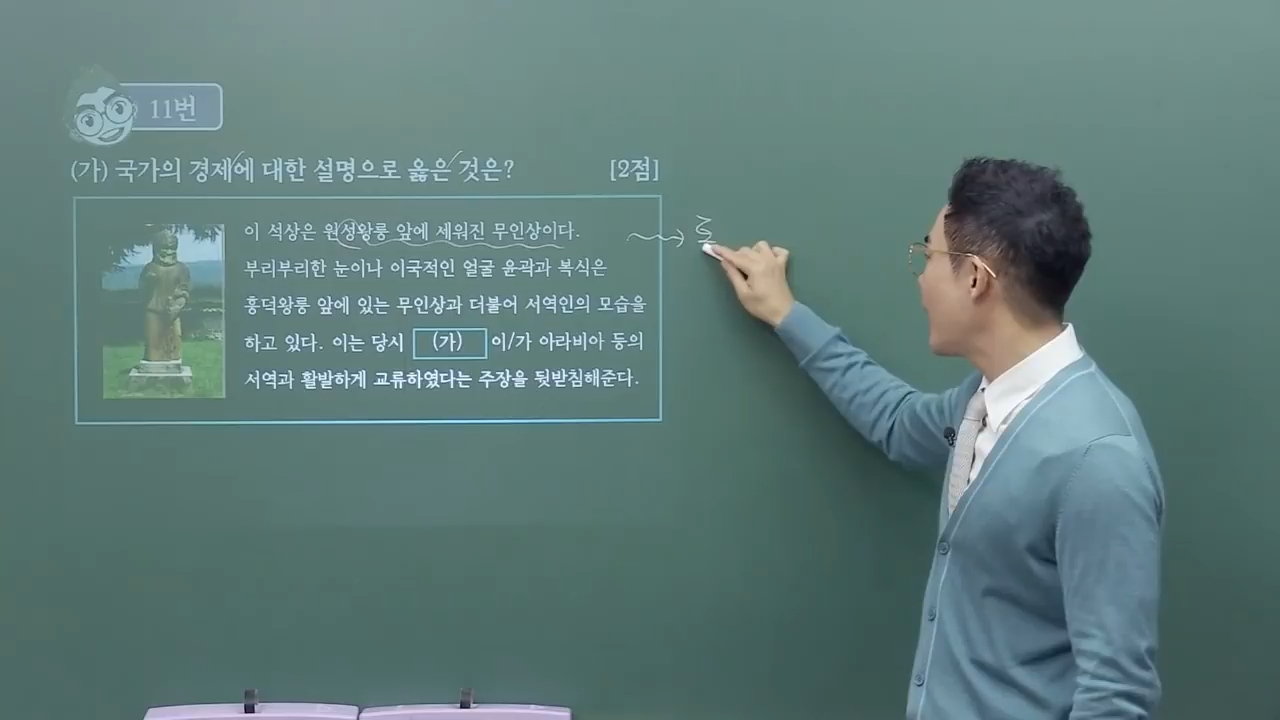 11번
(가) 국가의 경제에 대한 설명으로 옳은 것은? [2점]
이 석상은 원성왕릉 앞에 세워진 무인상이다.
부리부리한 눈이나 이국적인 얼굴 윤곽과 복식은
흥덕왕릉 앞에 있는 무인상과 더불어 서역인의 모습을
하고 있다. 이는 당시 (가) 이/가 아라비아 등의
서역과 활발하게 교류하였다는 주장을 뒷받침해준다.